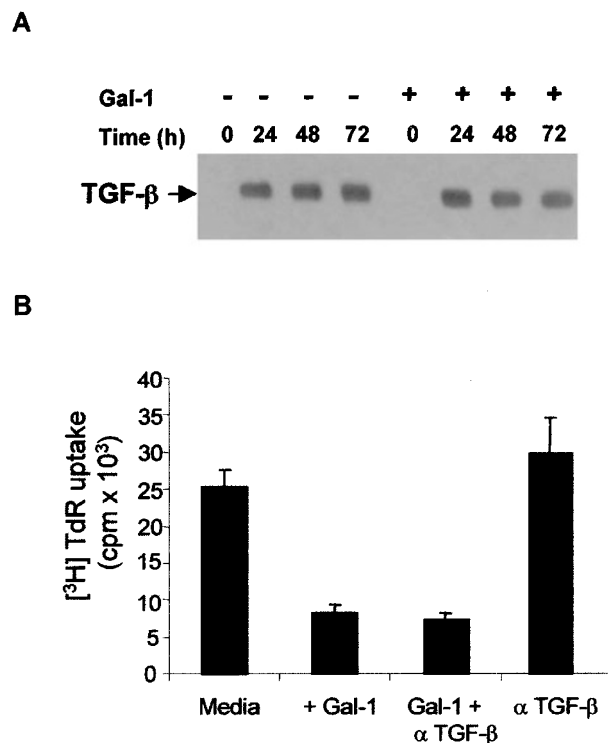 A
Gal-1 - - - - + + + +
Time (h) 0 24 48 72 0 24 48 72
TGF-β
B
[³H] TdR uptake
(cpm x 10³)
40
35
30
25
20
15
10
5
0
Media
+ Gal-1
Gal-1 +
α TGF-β
α TGF-β